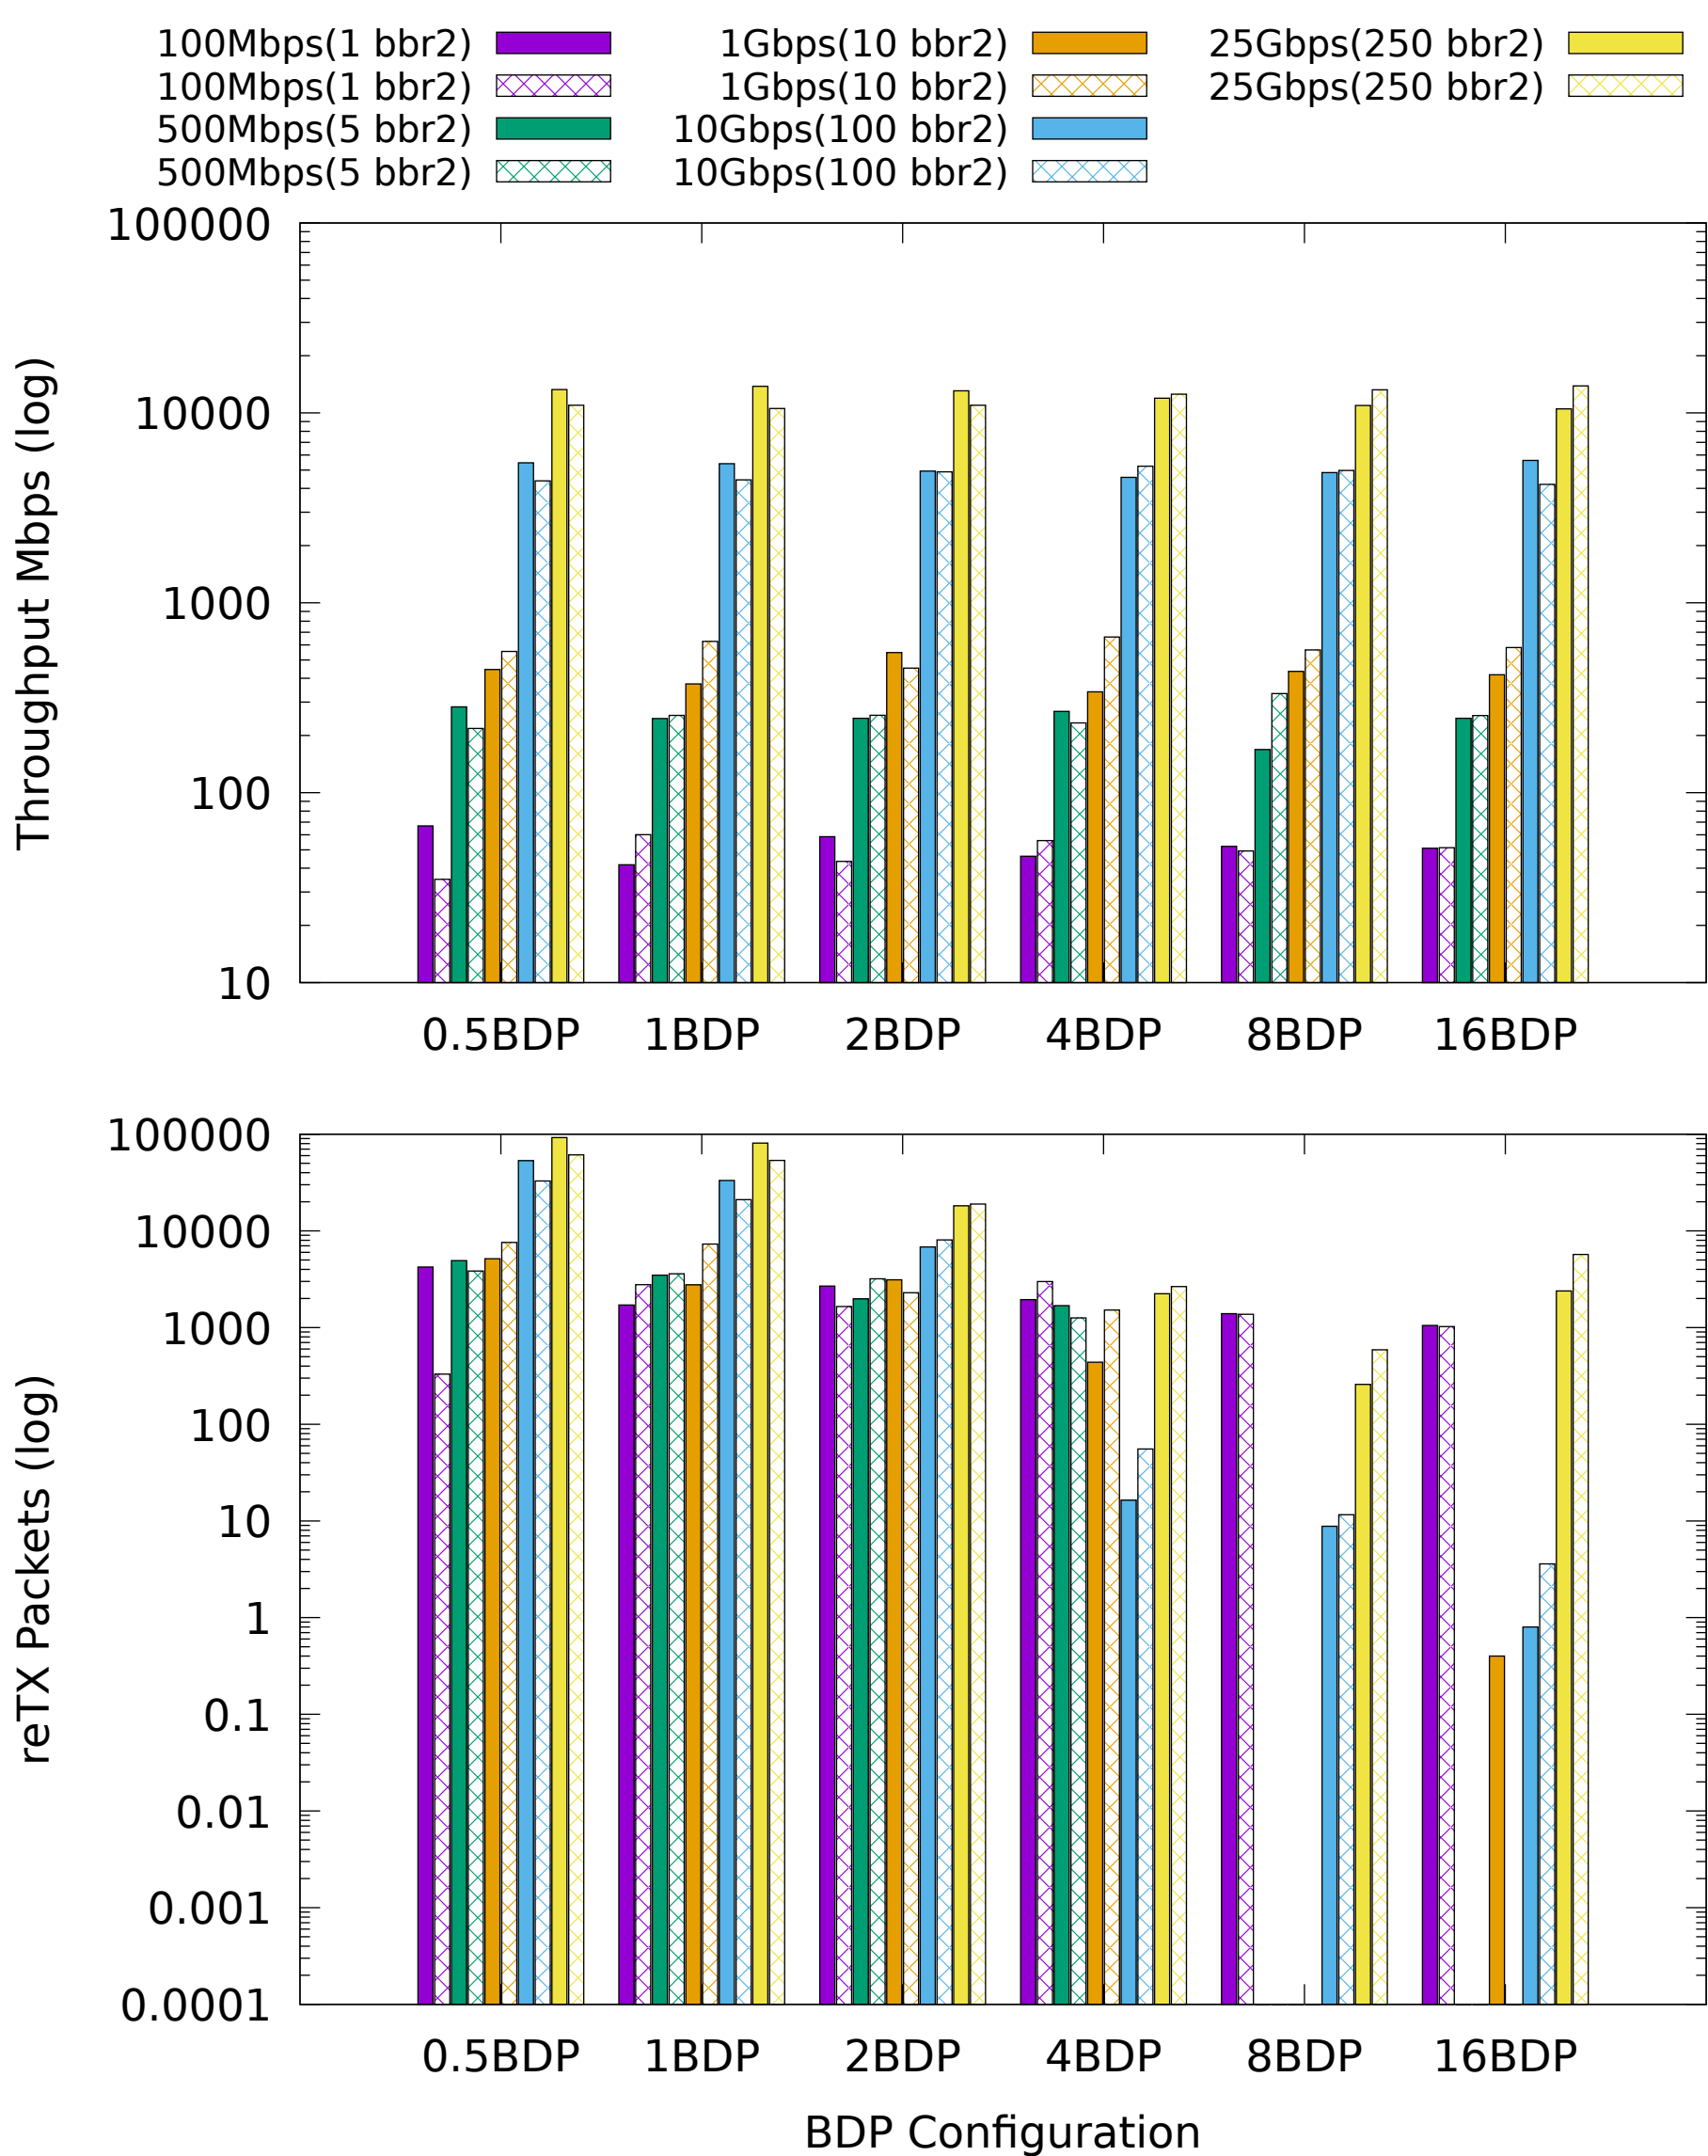 100Mbps(1 bbr2)
100Mbps(1 bbr2)
500Mbps(5 bbr2)
500Mbps(5 bbr2)
1Gbps(10 bbr2)
1Gbps(10 bbr2)
10Gbps(100 bbr2)
10Gbps(100 bbr2)
25Gbps(250 bbr2)
25Gbps(250 bbr2)
Throughput Mbps (log)
100000
10000
1000
100
10
0.5BDP 1BDP 2BDP 4BDP 8BDP 16BDP
reTX Packets (log)
100000
10000
1000
100
10
1
0.1
0.01
0.001
0.0001
0.5BDP 1BDP 2BDP 4BDP 8BDP 16BDP
BDP Configuration